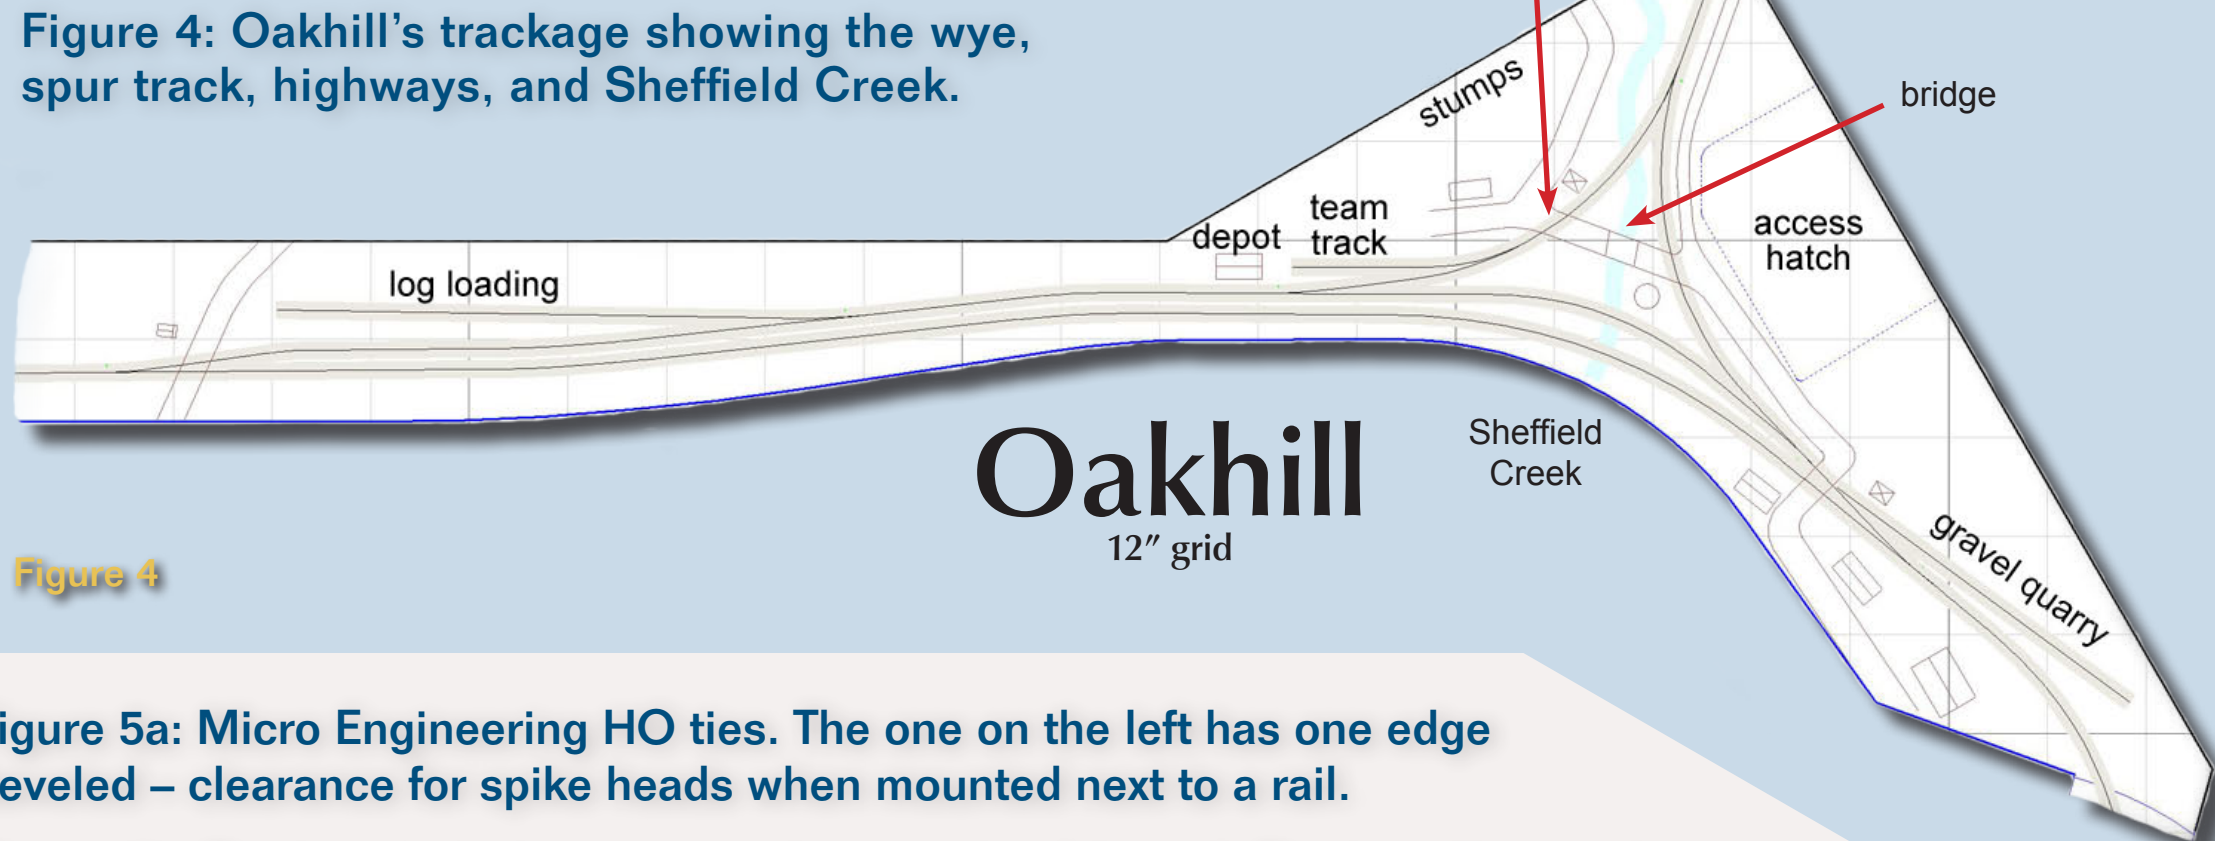 Figure 4: Oakhill’s trackage showing the wye,
spur track, highways, and Sheffield Creek.
stumps
bridge
team
track
depot
access
hatch
log loading
Sheffield
Creek
Oakhill
12″ grid
gravel quarry
Figure 4
igure 5a: Micro Engineering HO ties. The one on the left has one edge
eveled – clearance for spike heads when mounted next to a rail.